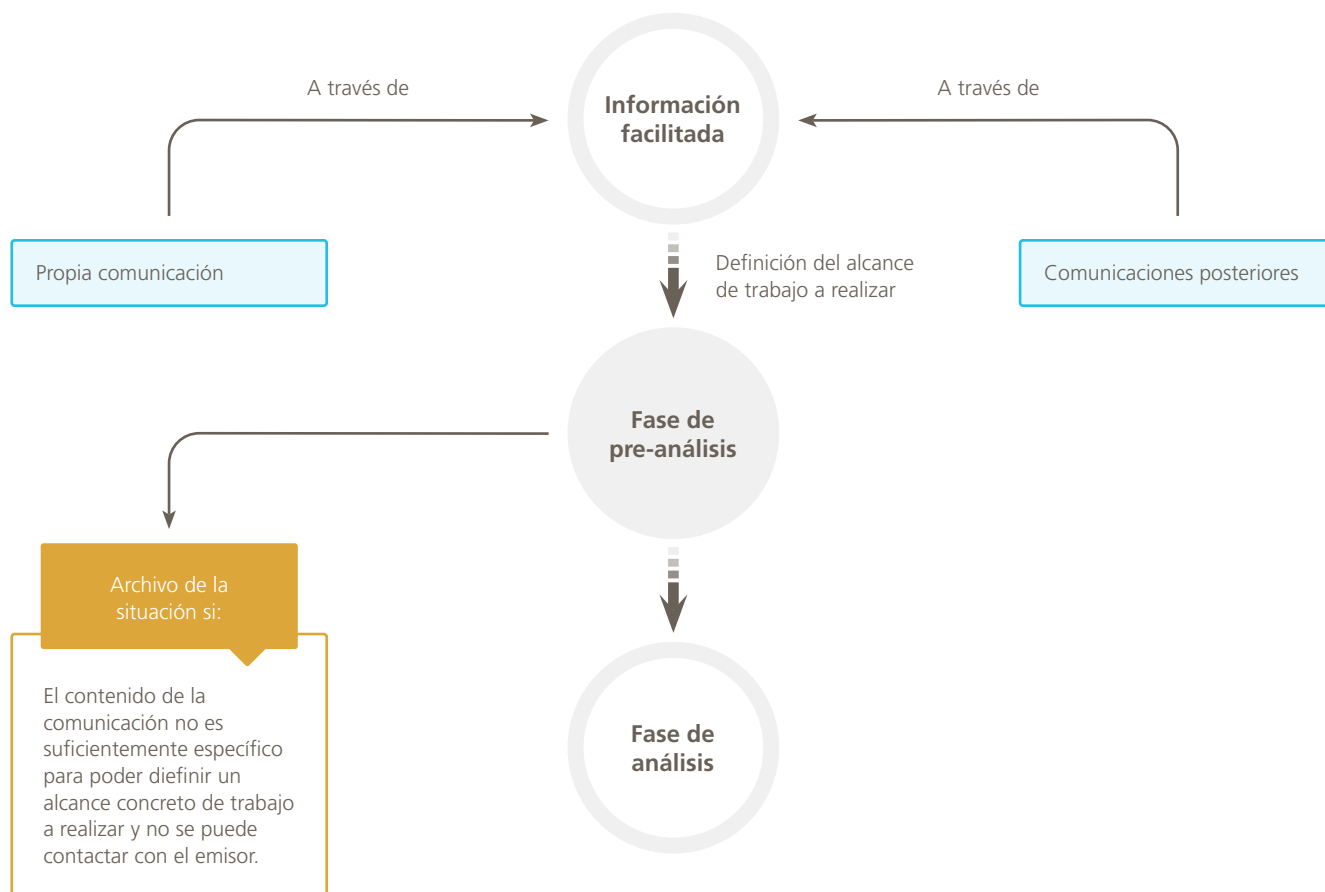 A través de
A través de
Información
facilitada
Propia comunicación
Definición del alcance
de trabajo a realizar
Comunicaciones posteriores
Fase de
pre-análisis
Archivo de la
situación si:
El contenido de la
comunicación no es
suficientemente específico
para poder diefinir un
alcance concreto de trabajo
a realizar y no se puede
contactar con el emisor.
Fase de
análisis